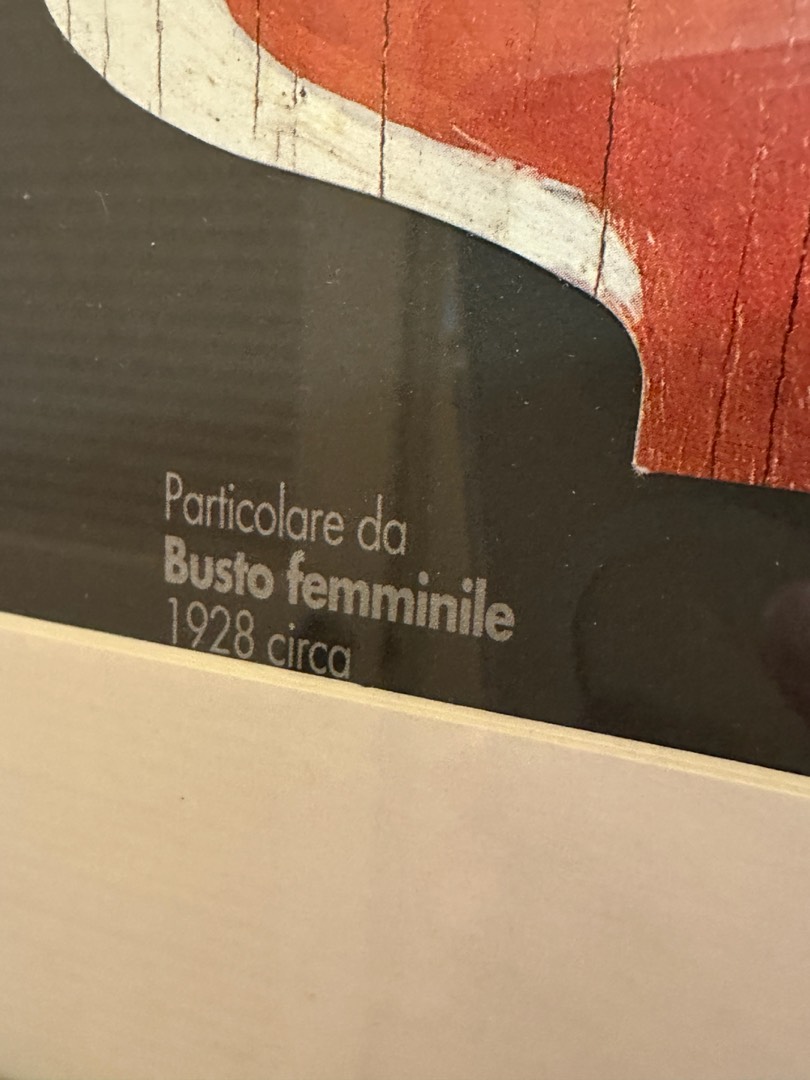 Particolare da
Busto femminile
1928 circa